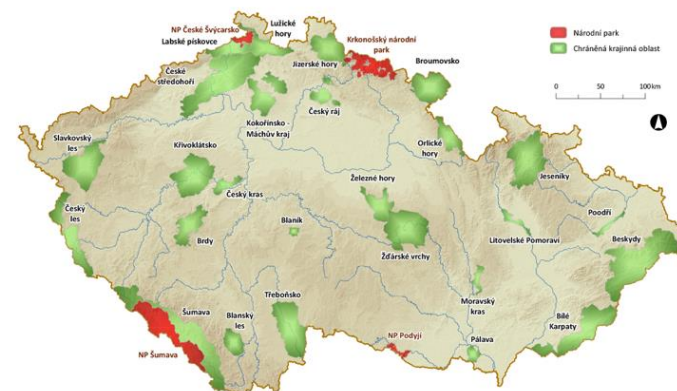 NP České Švýcarsko
Labské pískovce
Lužické
hory
Krkonošský národní
park
Národní park
Chráněná krajinná oblast
0
50
100
km
České
středohoří
Jizerské hory
Broumovsko
Kokořínsko -
Máchův kraj
Český ráj
Slavkovský
les
Křivoklátsko
Orlické
hory
Český kras
Železné hory
Jeseníky
Český
les
Brdy
Blaník
Žďárské vrchy
Litovelské Pomoraví
Poodří
Beskydy
Šumava
Blanský
les
Třeboňsko
Moravský
kras
Bílé
Karpaty
NP Šumava
NP Podyjí
Pálava